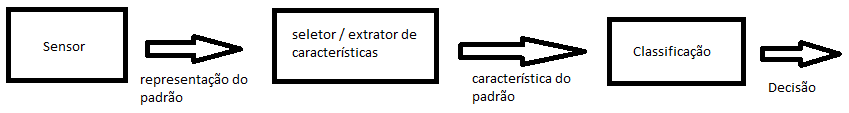 Sensor
representação do
padrão
seletor / extrator de
características
característica do
padrão
Classificação
Decisão